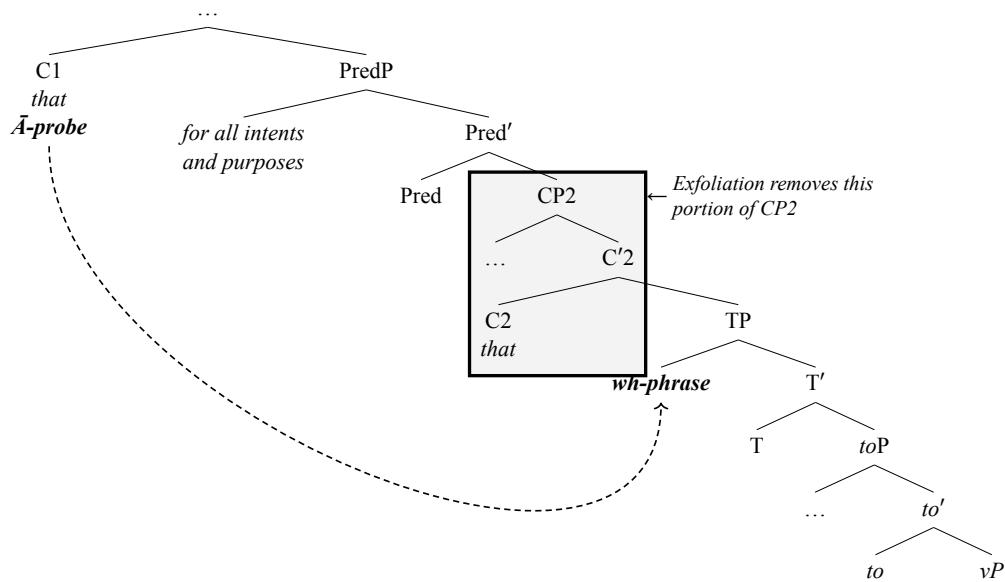 …
C1 PredP
that
Ā-probe
for all intents Pred′
and purposes
Pred CP2 ← Exfoliation removes this
portion of CP2
… C′2
C2 TP
that
wh-phrase T′
T toP
… to′
to vP